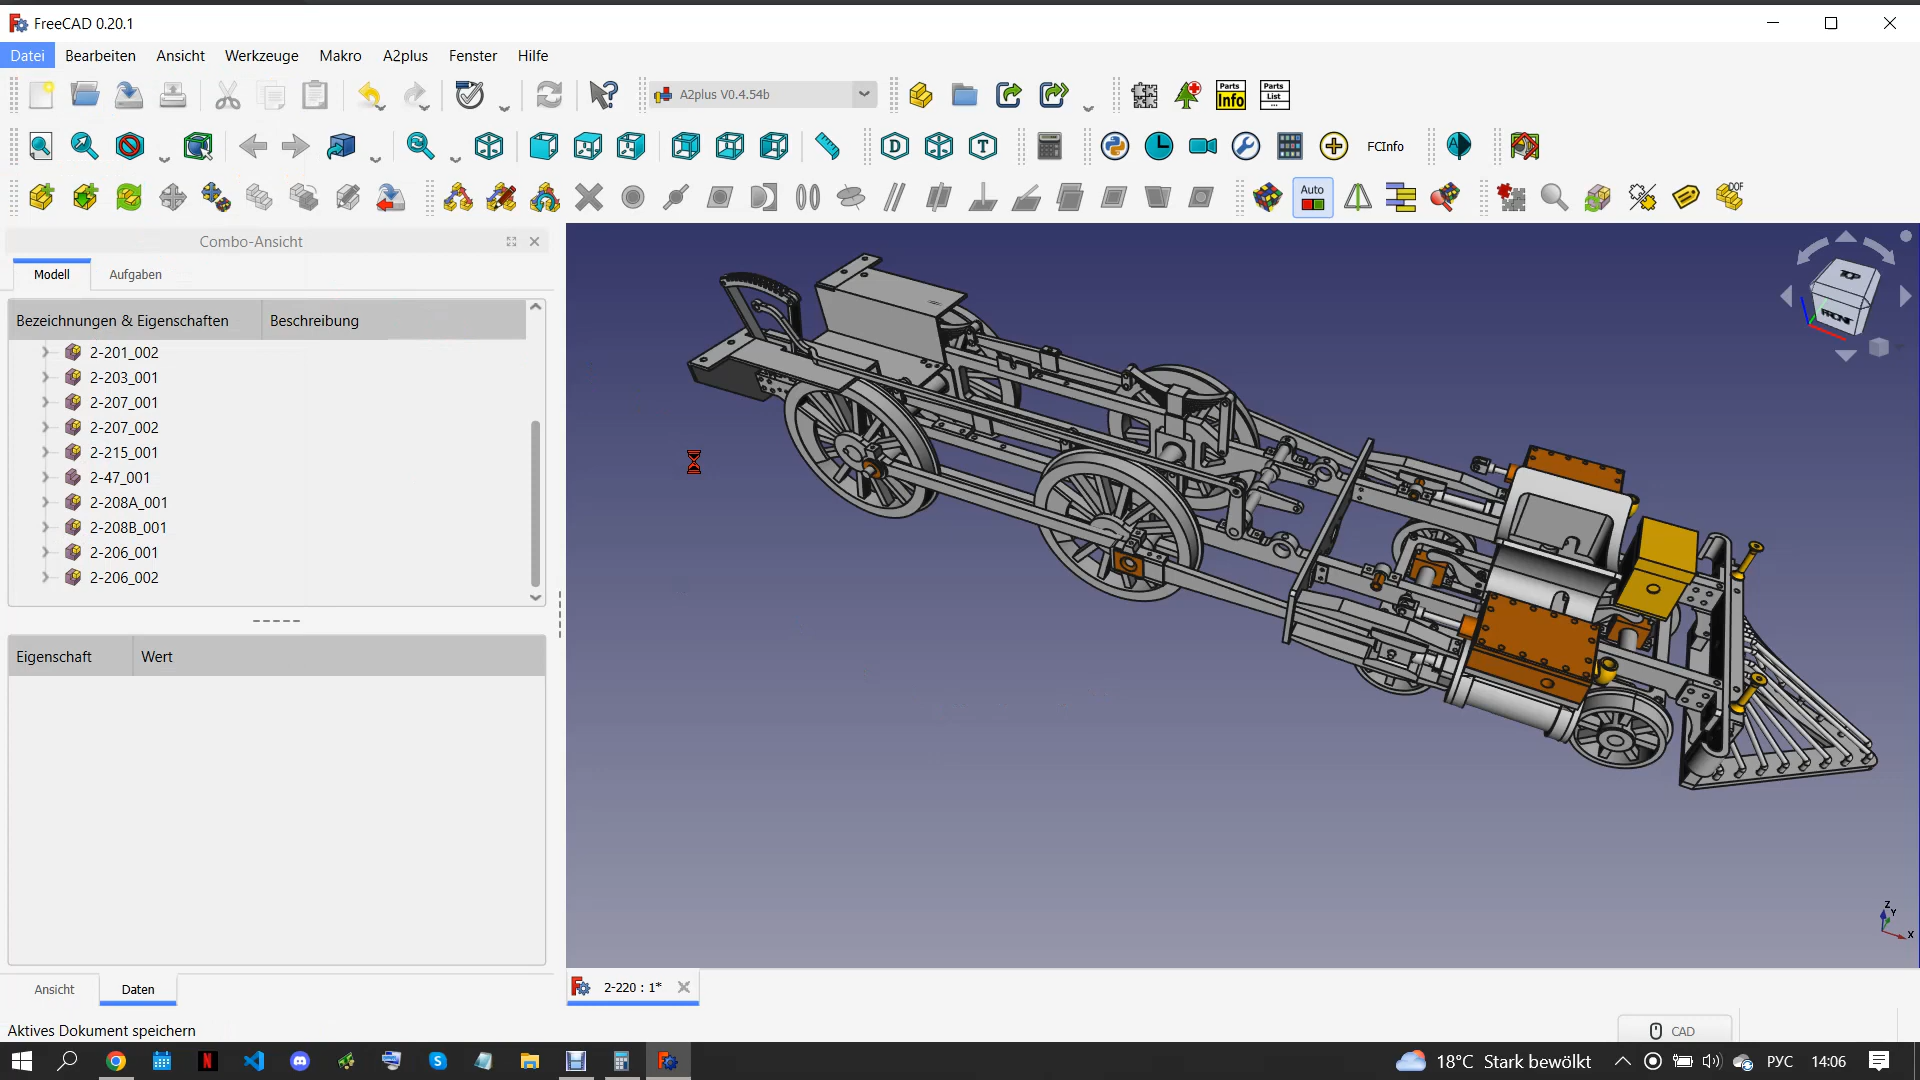 FreeCAD 0.20.1
Datei Bearbeiten Ansicht Werkzeuge Makro A2plus Fenster Hilfe
A2plus V0.4.54b
Parts Info
Parts List
D
T
FCInfo
Auto
DOF
Combo-Ansicht
Modell Aufgaben
Bezeichnungen & Eigenschaften Beschreibung
2-201_002
2-203_001
2-207_001
2-207_002
2-215_001
2-47_001
2-208A_001
2-208B_001
2-206_001
2-206_002
Eigenschaft Wert
TOP
FRONT
Z
Y
X
Ansicht Daten
2-220 : 1*
Aktives Dokument speichern
CAD
18°C Stark bewölkt
РУС
14:06